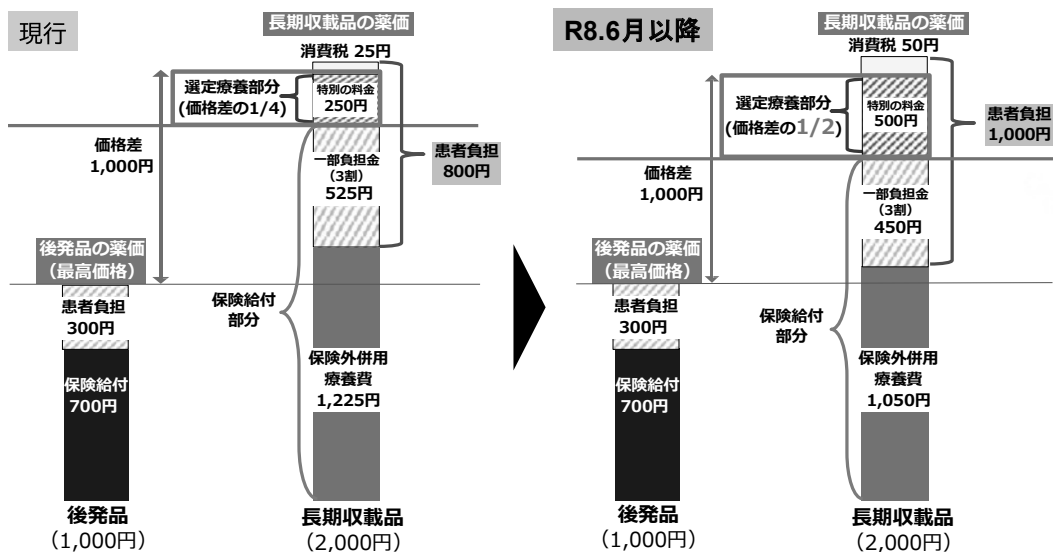 現行
長期収載品の薬価
消費税 25円
選定療養部分
(価格差の1/4)
特別の料金
250円
価格差
1,000円
一部負担金
(3割)
525円
患者負担
800円
後発品の薬価
(最高価格)
患者負担
300円
保険給付
部分
保険給付
700円
保険外併用
療養費
1,225円
後発品
(1,000円)
長期収載品
(2,000円)
R8.6月以降
長期収載品の薬価
消費税 50円
選定療養部分
(価格差の1/2)
特別の料金
500円
患者負担
1,000円
価格差
1,000円
一部負担金
(3割)
450円
後発品の薬価
(最高価格)
患者負担
300円
保険給付
部分
保険給付
700円
保険外併用
療養費
1,050円
後発品
(1,000円)
長期収載品
(2,000円)